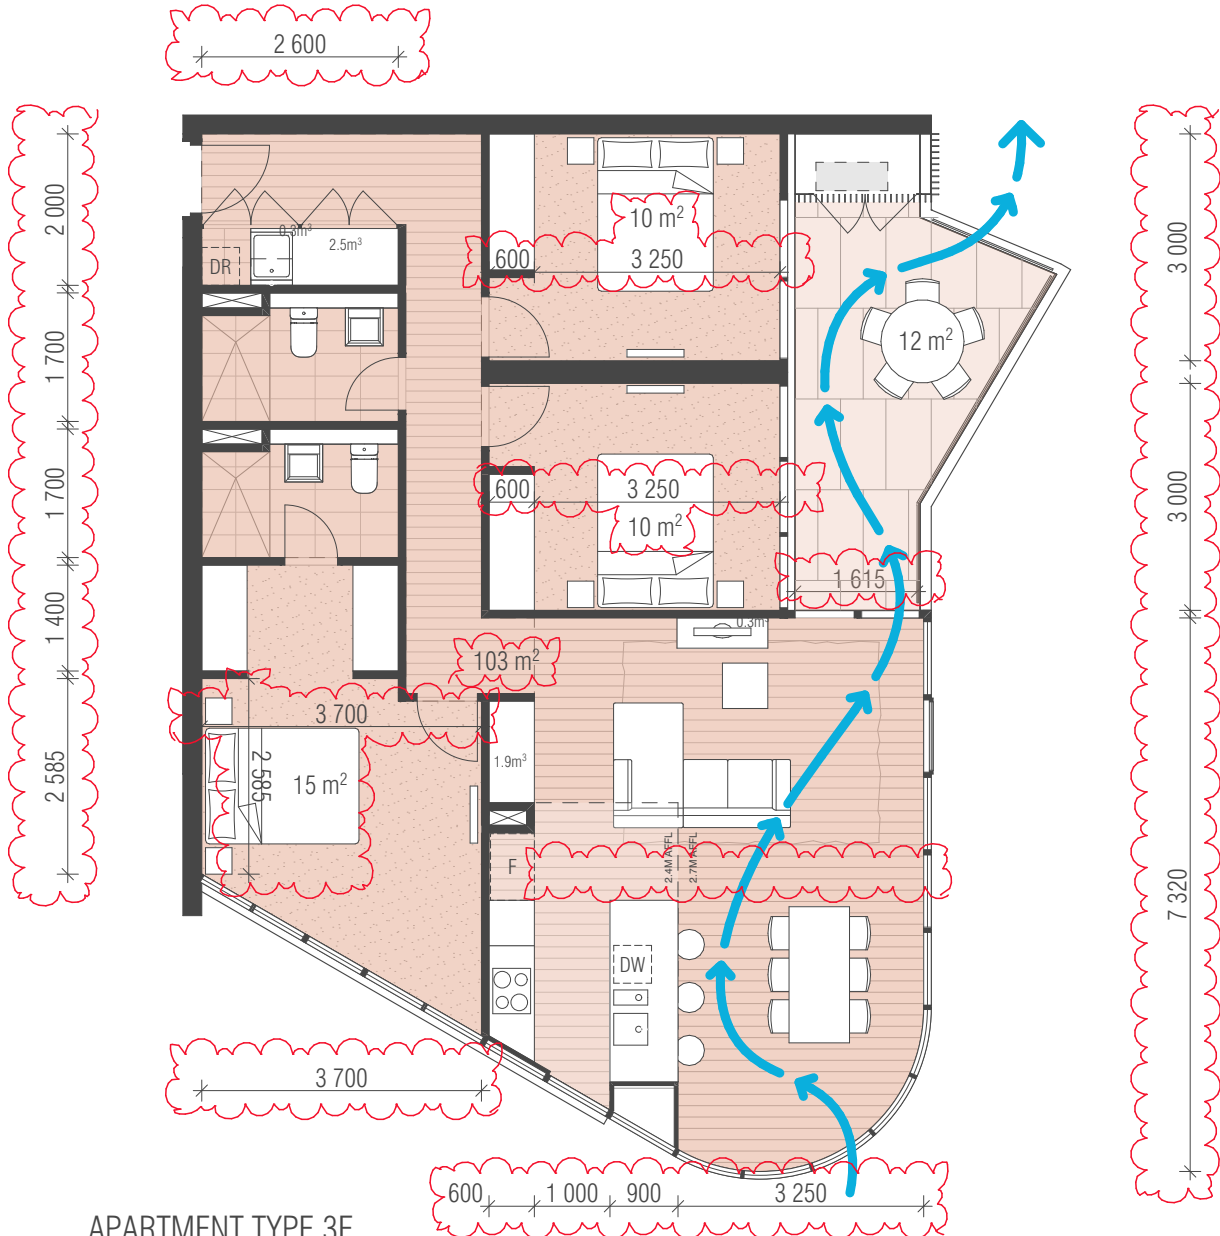 2 600
2 000
1 700
1 700
1 400
2 585
3 000
3 000
7 320
0.3m³
2.5m³
DR
10 m²
600
3 250
12 m²
600
3 250
10 m²
1 615
0.3m³
103 m²
3 700
2 585
15 m²
1.9m³
F
2.4M AFFL
2.7M AFFL
DW
3 700
600
1 000
900
3 250
APARTMENT TYPE 3F